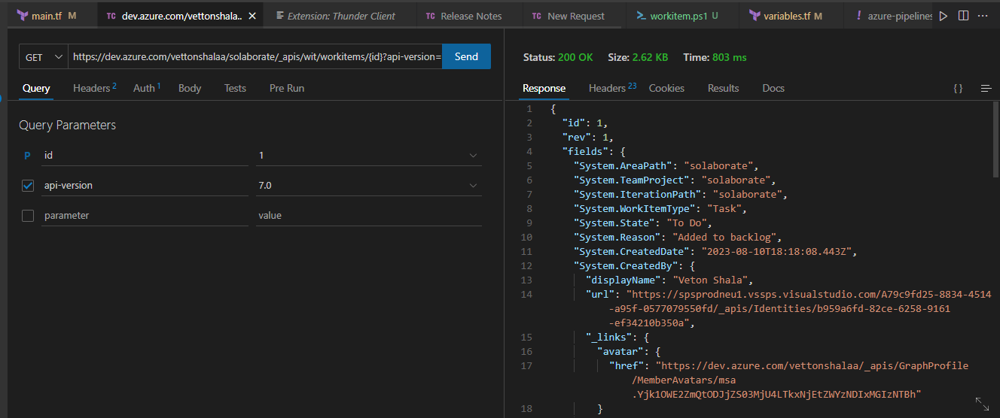 main.tf M
TC dev.azure.com/vettonshalaa..
Extension: Thunder Client
TC Release Notes
TC New Request
workitem.ps1 U
variables.tf M
! azure-pipelines
GET
https://dev.azure.com/vettonshalaa/solaborate/_apis/wit/workitems/{id}?api-version=
Send
Query
Headers 2
Auth 1
Body
Tests
Pre Run
Query Parameters
P id 1
api-version 7.0
parameter value
Status: 200 OK Size: 2.62 KB Time: 803 ms
Response
Headers 23
Cookies
Results
Docs
{ }
1 {
2 "id": 1,
3 "rev": 1,
4 "fields": {
5 "System.AreaPath": "solaborate",
6 "System.TeamProject": "solaborate",
7 "System.IterationPath": "solaborate",
8 "System.WorkItemType": "Task",
9 "System.State": "To Do",
10 "System.Reason": "Added to backlog",
11 "System.CreatedDate": "2023-08-10T18:18:08.443Z",
12 "System.CreatedBy": {
13 "displayName": "Veton Shala",
14 "url": "https://spsprodneu1.vssps.visualstudio.com/A79c9fd25-8834-4514
-a95f-0577079550fd/_apis/Identities/b959a6fd-82ce-6258-9161
-ef34210b350a",
15 "_links": {
16 "avatar": {
17 "href": "https://dev.azure.com/vettonshalaa/_apis/GraphProfile
/MemberAvatars/msa
.Yjk1OWE2ZmQtODJjZS03MjU4LTkxNjEtZWYzNDIxMGIzNTBh"
18 }